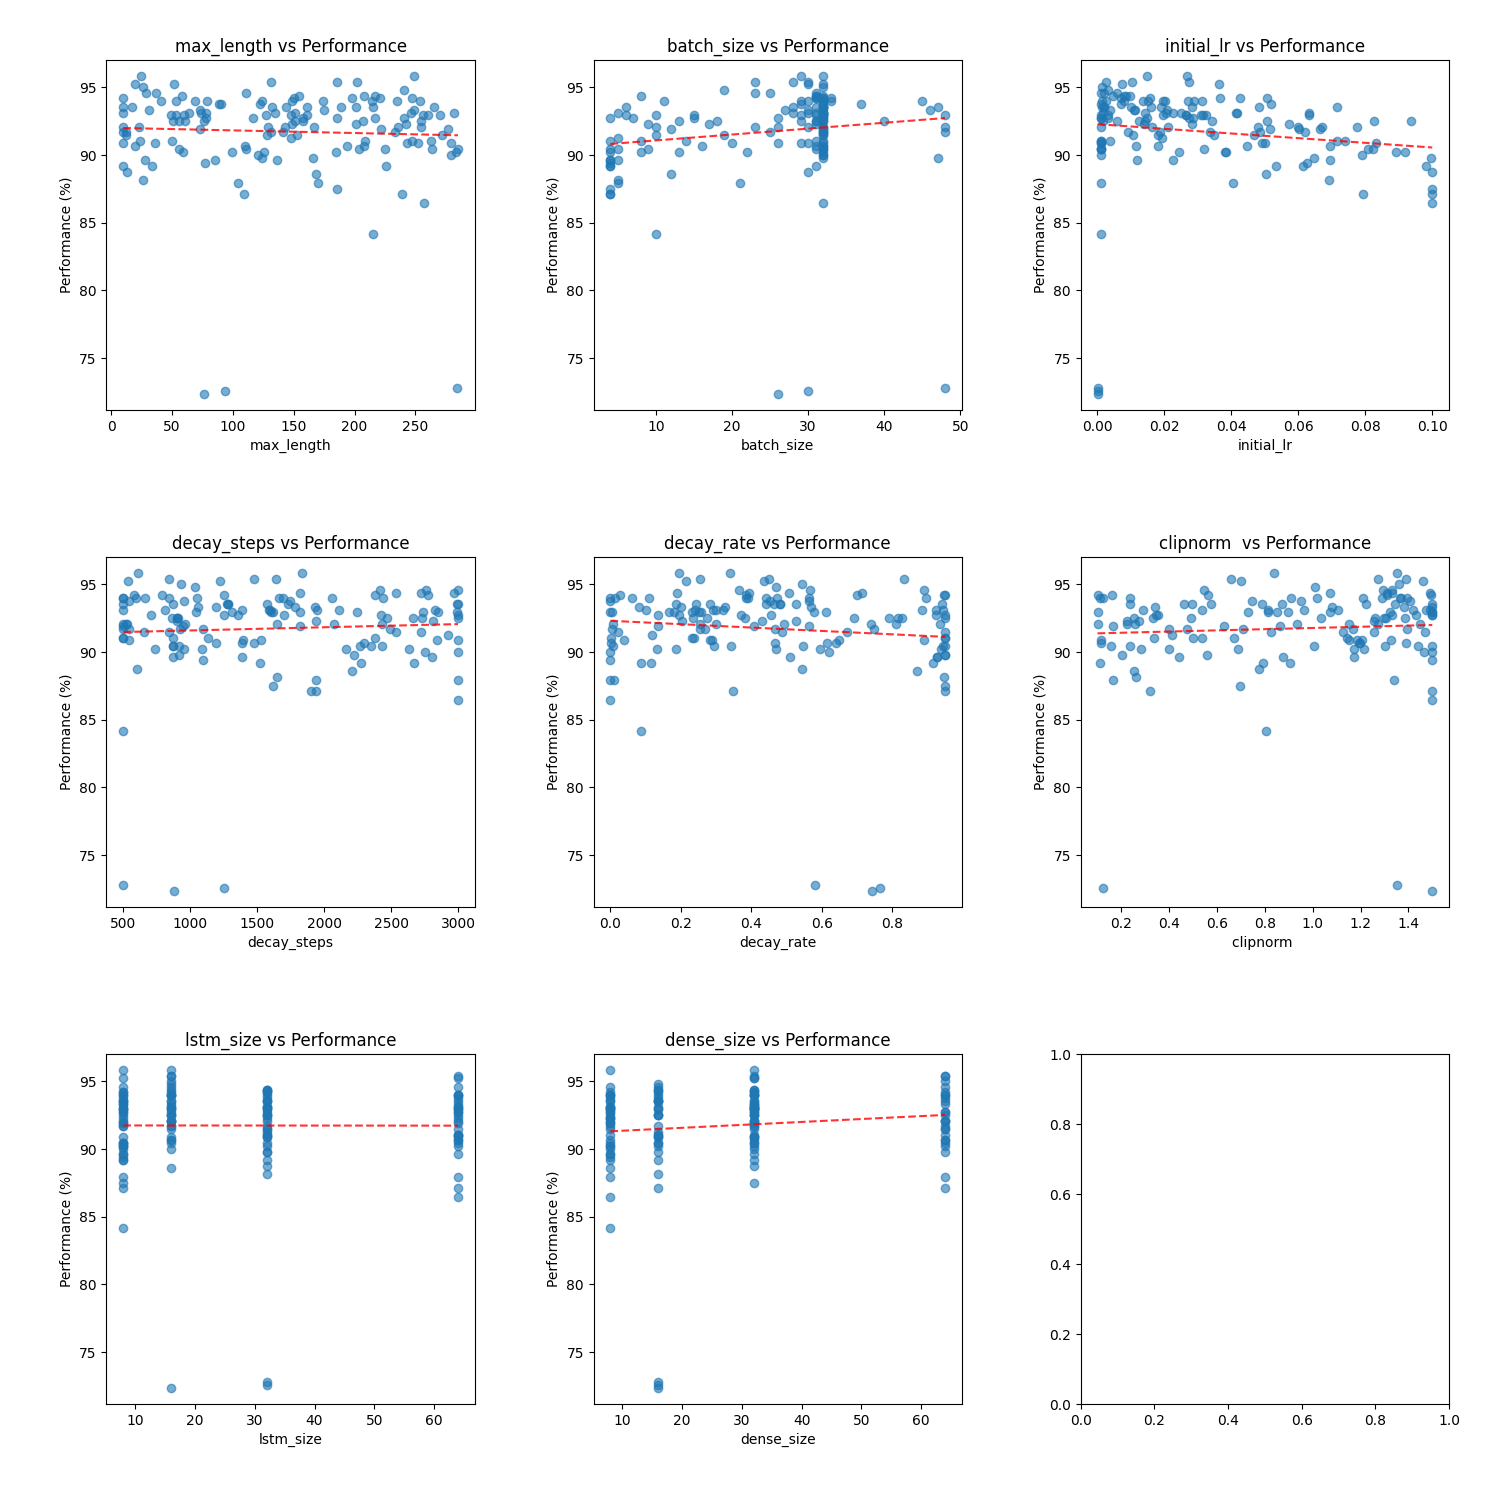 max_length vs Performance
95
90
85
80
75
Performance (%)
0 50 100 150 200 250
max_length
batch_size vs Performance
95
90
85
80
75
Performance (%)
10 20 30 40 50
batch_size
initial_lr vs Performance
95
90
85
80
75
Performance (%)
0.00 0.02 0.04 0.06 0.08 0.10
initial_lr
decay_steps vs Performance
95
90
85
80
75
Performance (%)
500 1000 1500 2000 2500 3000
decay_steps
decay_rate vs Performance
95
90
85
80
75
Performance (%)
0.0 0.2 0.4 0.6 0.8
decay_rate
clipnorm  vs Performance
95
90
85
80
75
Performance (%)
0.2 0.4 0.6 0.8 1.0 1.2 1.4
clipnorm
lstm_size vs Performance
95
90
85
80
75
Performance (%)
10 20 30 40 50 60
lstm_size
dense_size vs Performance
95
90
85
80
75
Performance (%)
10 20 30 40 50 60
dense_size
1.0
0.8
0.6
0.4
0.2
0.0
0.0 0.2 0.4 0.6 0.8 1.0